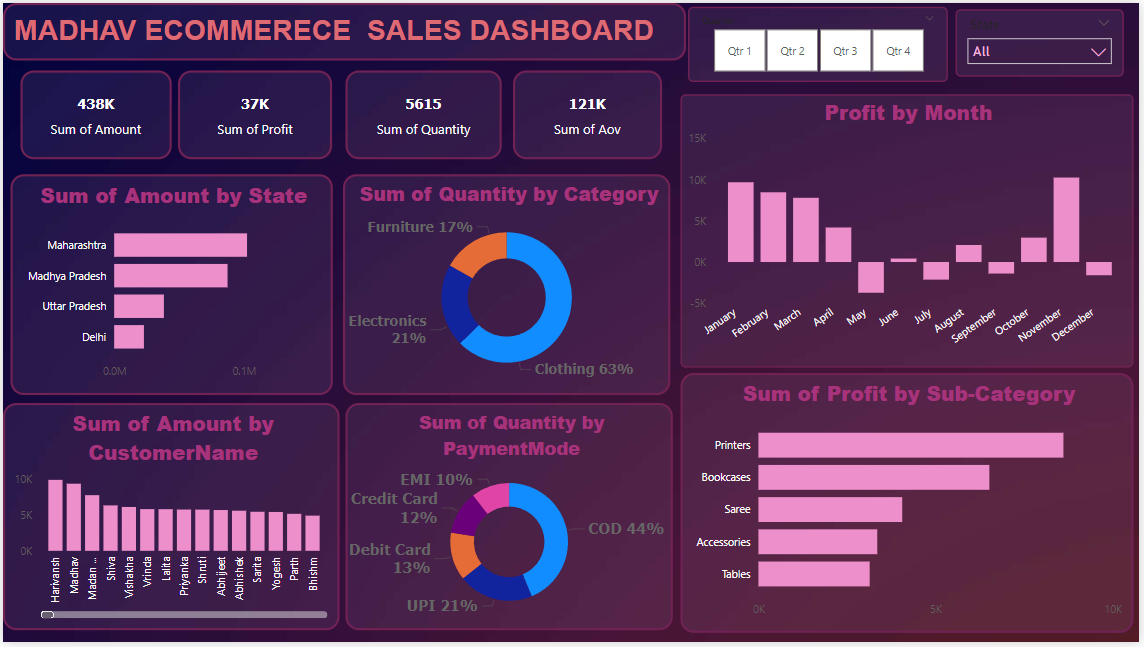 MADHAV ECOMMERECE SALES DASHBOARD
Qtr 1
Qtr 2
Qtr 3
Qtr 4
State
All
438K
Sum of Amount
37K
Sum of Profit
5615
Sum of Quantity
121K
Sum of Aov
Sum of Amount by State
Maharashtra
Madhya Pradesh
Uttar Pradesh
Delhi
0.0M
0.1M
Sum of Quantity by Category
Furniture 17%
Electronics
21%
Clothing 63%
Profit by Month
15K
10K
5K
0K
-5K
January
February
March
April
May
June
July
August
September
October
November
December
Sum of Amount by
CustomerName
10K
5K
0K
Harivansh
Madhav
Madan ...
Shiva
Vishakha
Vrinda
Lalita
Priyanka
Shruti
Abhijeet
Abhishek
Sarita
Yogesh
Parth
Bhishm
Sum of Quantity by
PaymentMode
EMI 10%
Credit Card
12%
Debit Card
13%
UPI 21%
COD 44%
Sum of Profit by Sub-Category
Printers
Bookcases
Saree
Accessories
Tables
0K
5K
10K